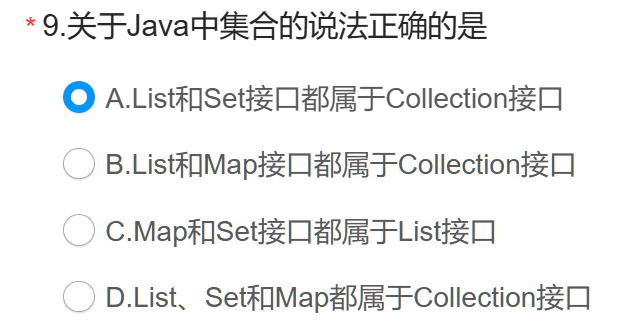 * 9.关于Java中集合的说法正确的是
A.List和Set接口都属于Collection接口
B.List和Map接口都属于Collection接口
C.Map和Set接口都属于List接口
D.List、Set和Map都属于Collection接口